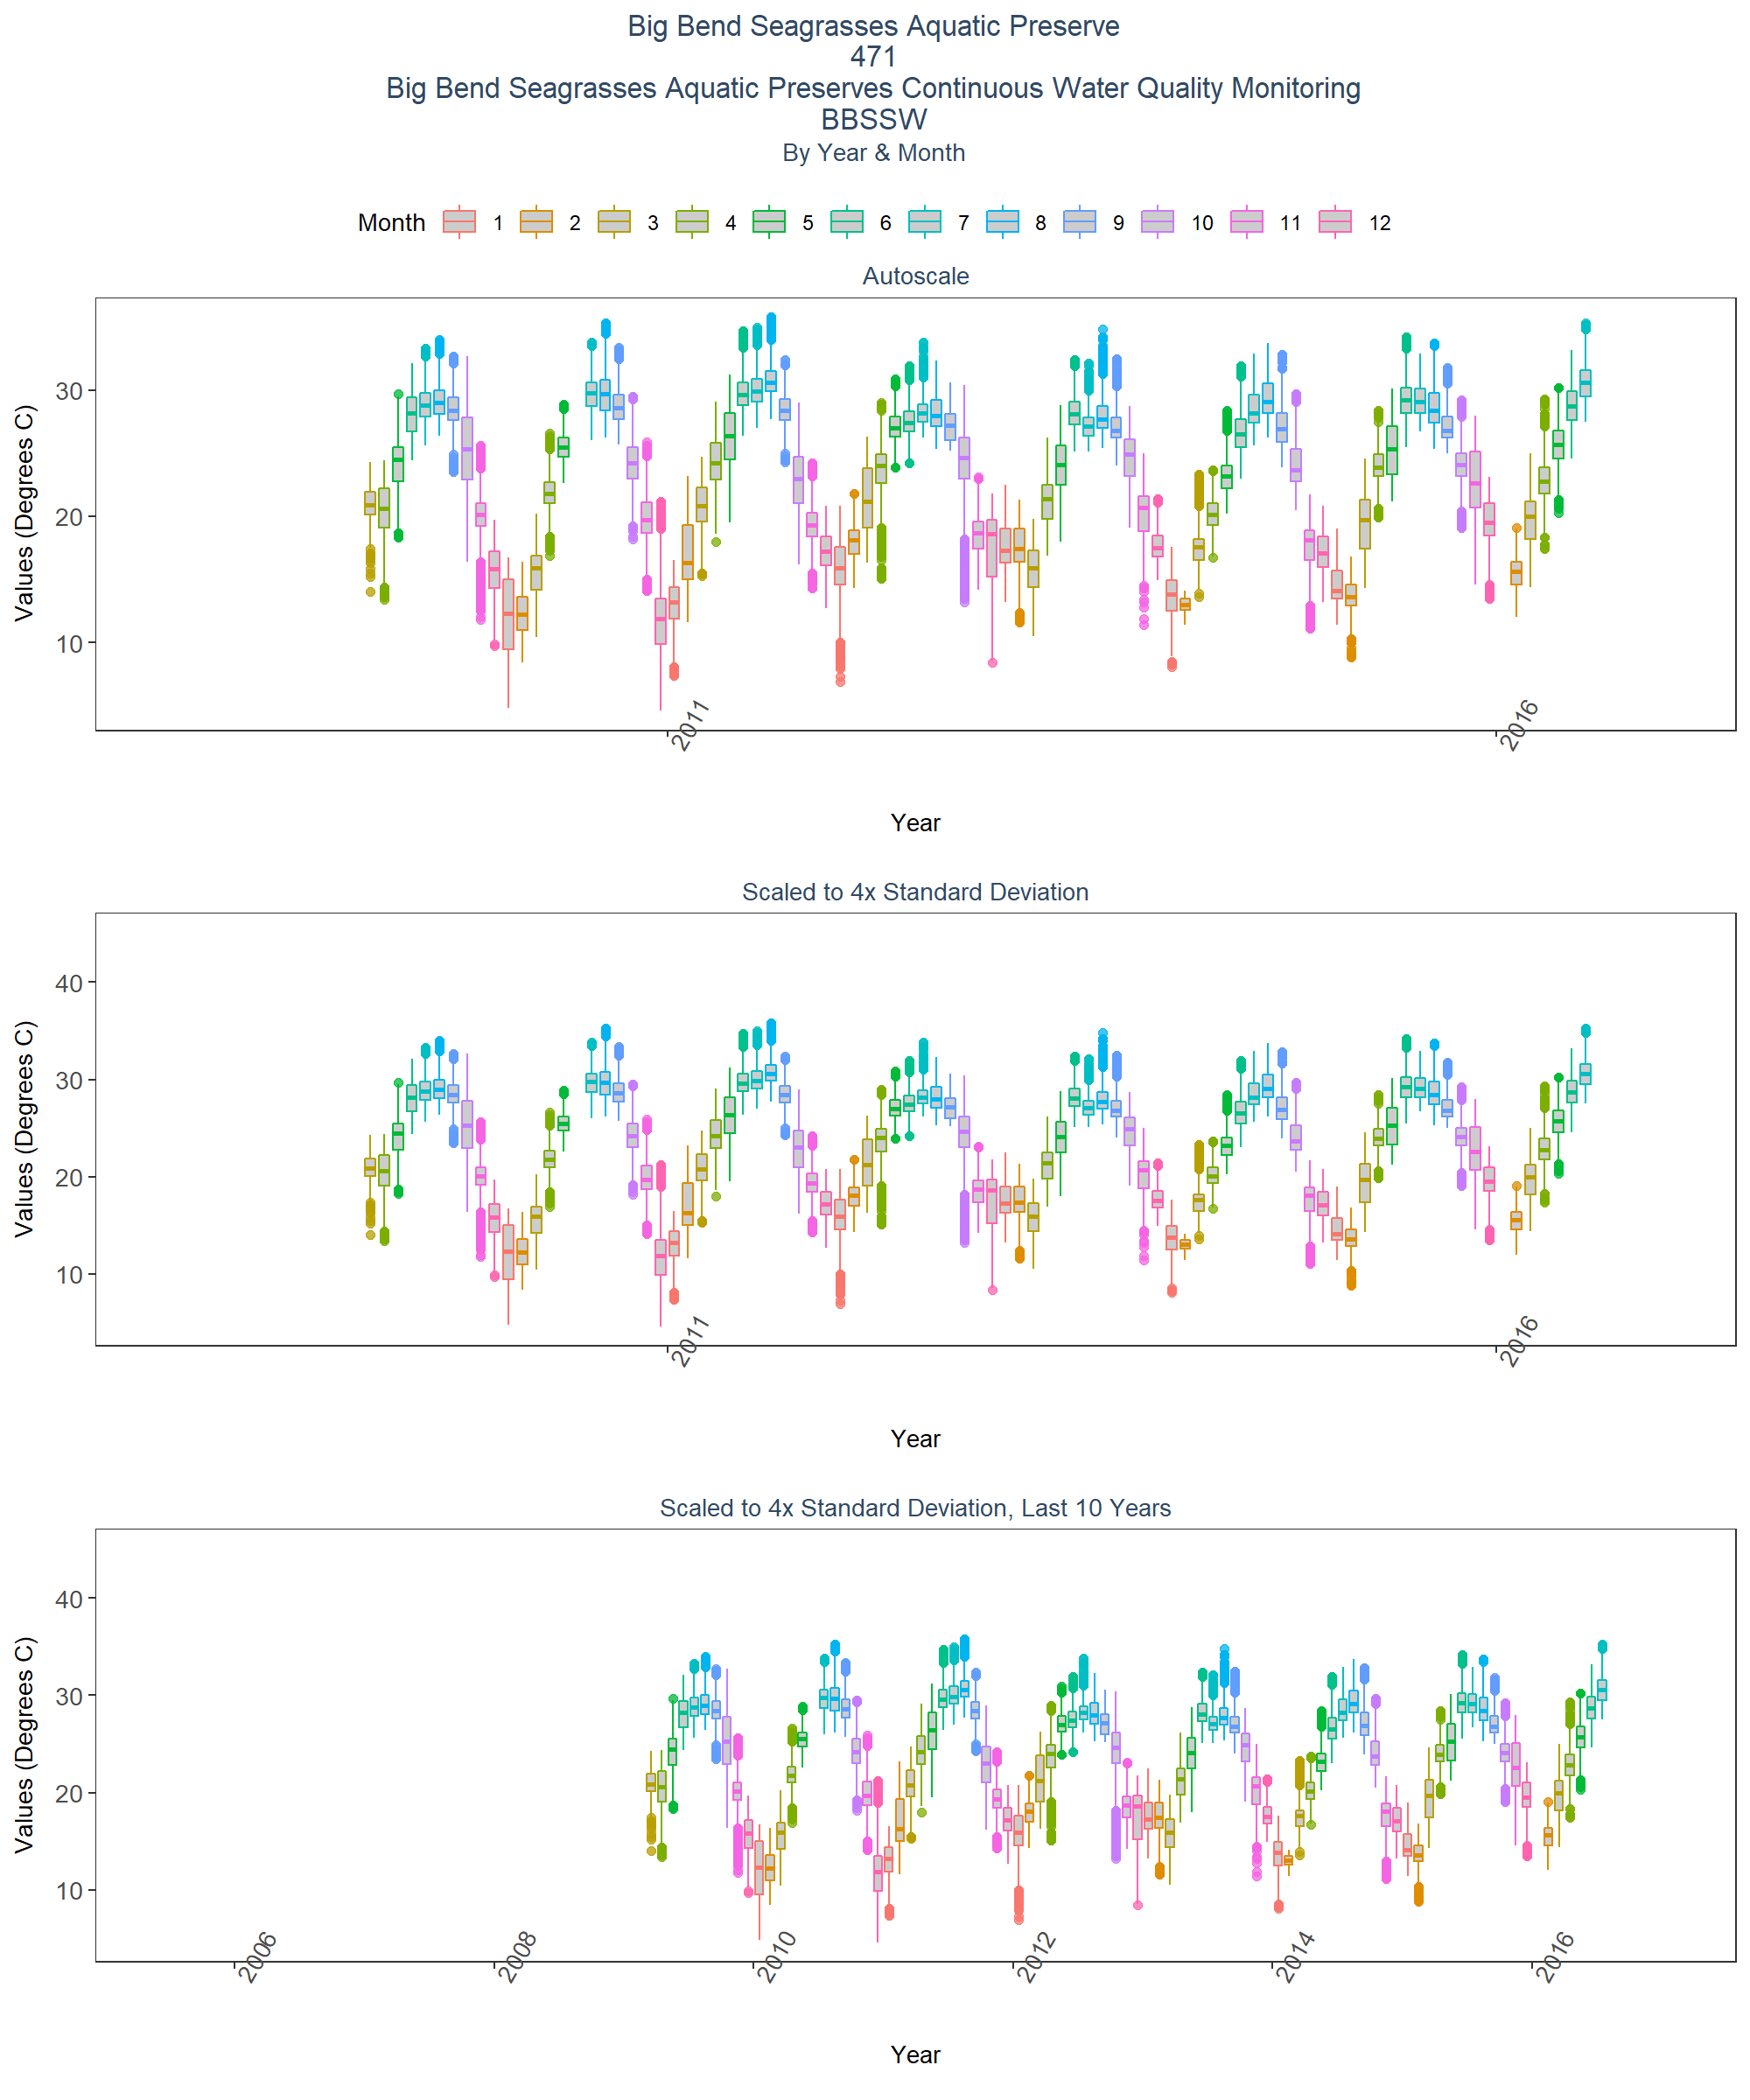 Big Bend Seagrasses Aquatic Preserve
471
Big Bend Seagrasses Aquatic Preserves Continuous Water Quality Monitoring
BBSSW
By Year & Month
Month 1 2 3 4 5 6 7 8 9 10 11 12
Autoscale
Values (Degrees C)
30
20
10
2011 2016
Year
Scaled to 4x Standard Deviation
Values (Degrees C)
40
30
20
10
2011 2016
Year
Scaled to 4x Standard Deviation, Last 10 Years
Values (Degrees C)
40
30
20
10
2006 2008 2010 2012 2014 2016
Year